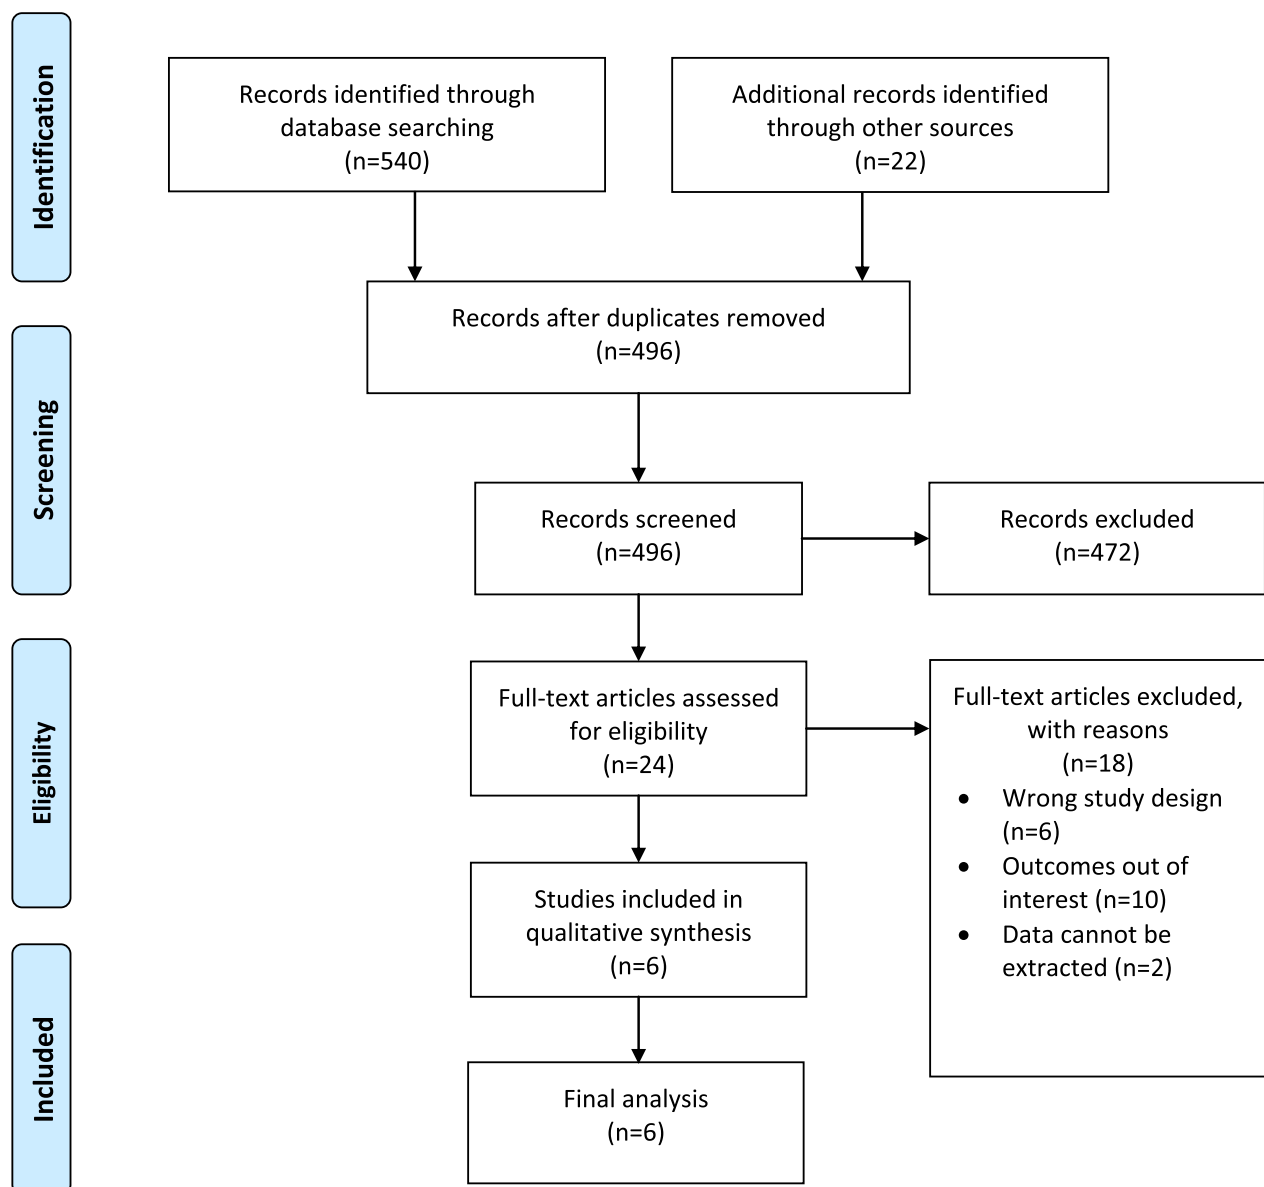 Identification
Records identified through
database searching
(n=540)
Additional records identified
through other sources
(n=22)
Records after duplicates removed
(n=496)
Screening
Records screened
(n=496)
Records excluded
(n=472)
Eligibility
Full-text articles assessed
for eligibility
(n=24)
Full-text articles excluded,
with reasons
(n=18)
• Wrong study design
(n=6)
• Outcomes out of
interest (n=10)
• Data cannot be
extracted (n=2)
Studies included in
qualitative synthesis
(n=6)
Included
Final analysis
(n=6)